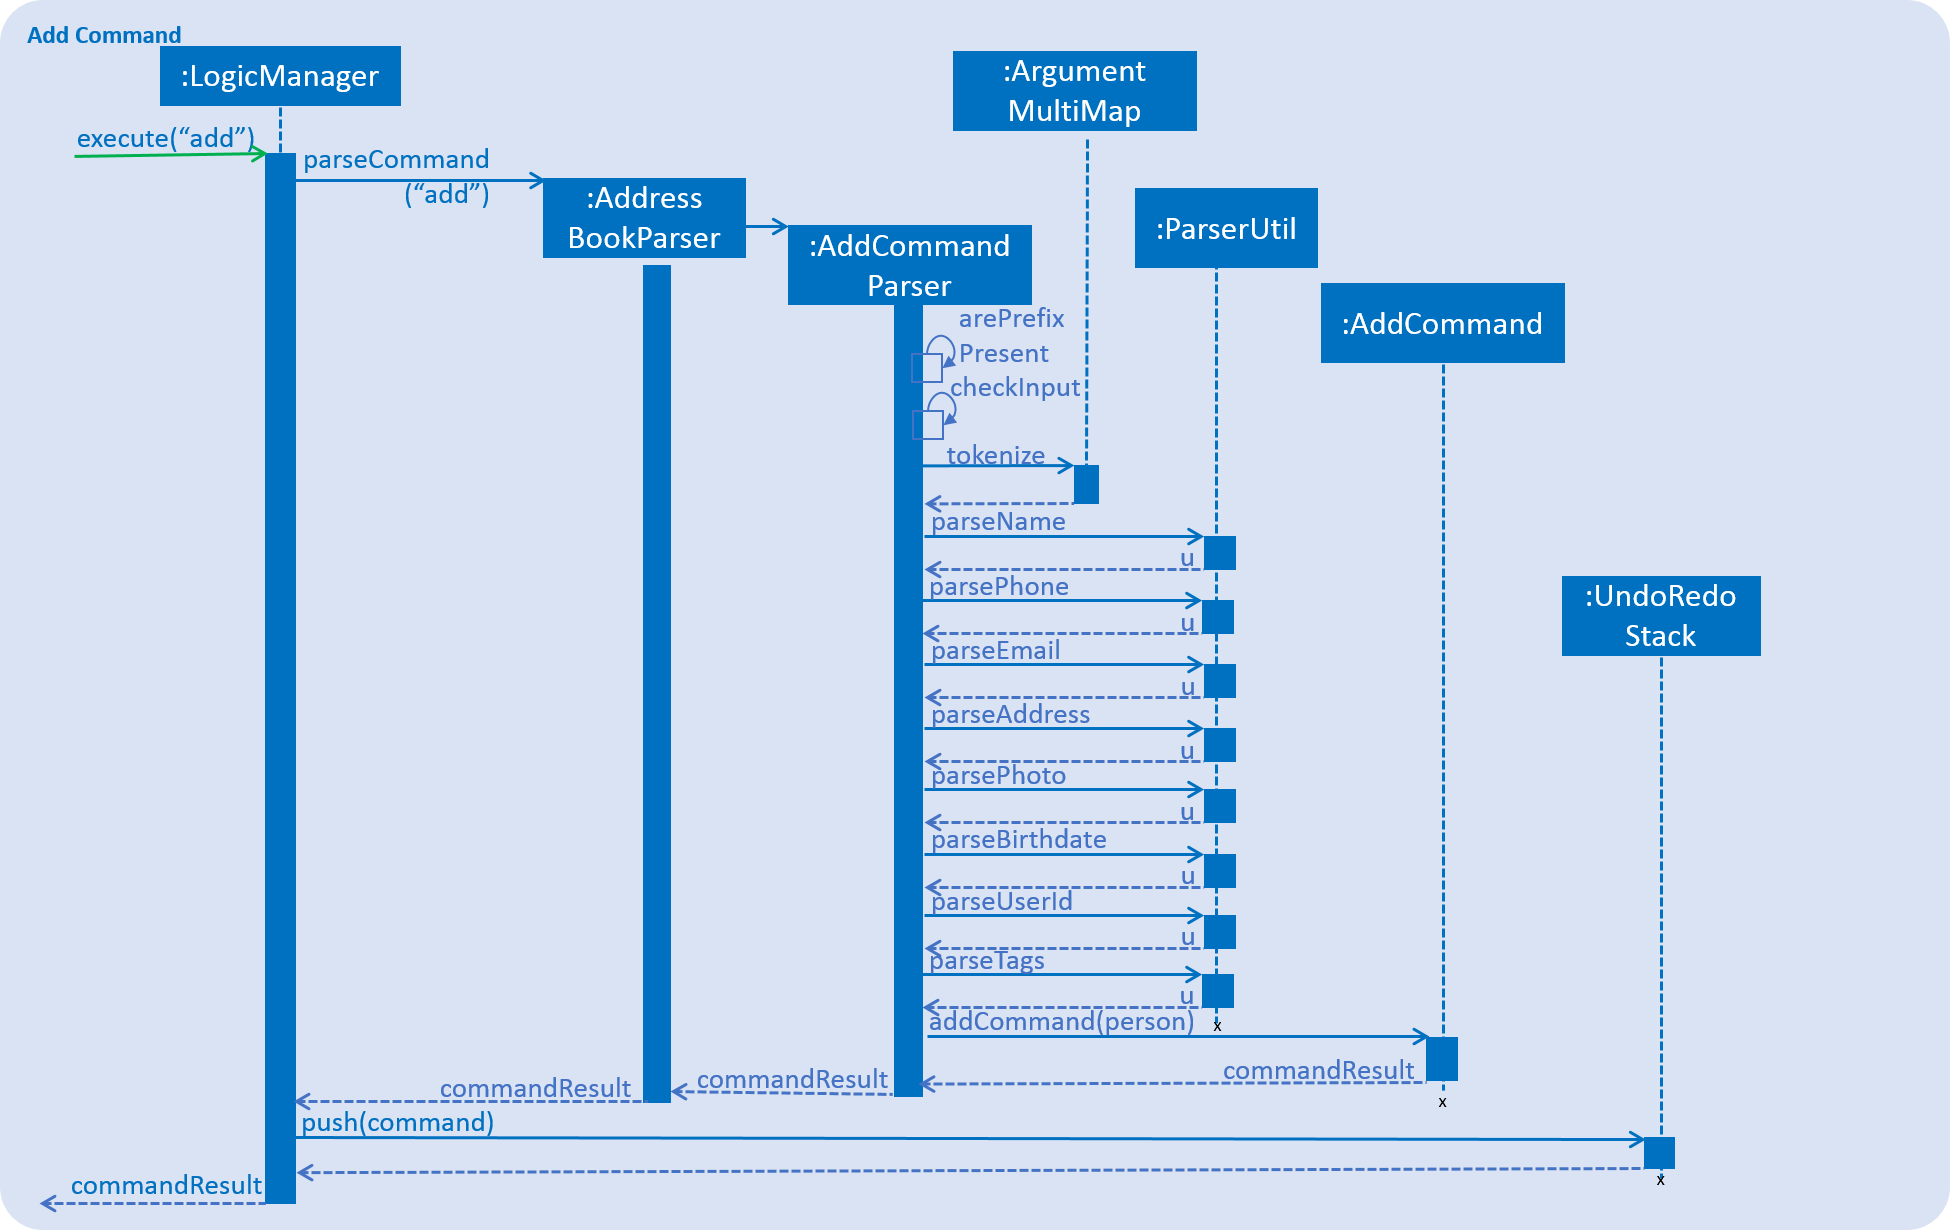 Add Command
:LogicManager
:Argument
MultiMap
execute(“add”)
parseCommand
(“add”)
:Address
BookParser
:ParserUtil
:AddCommand
Parser
:AddCommand
arePrefix
Present
checkInput
tokenize
parseName
u
parsePhone
u
:UndoRedo
Stack
parseEmail
u
parseAddress
u
parsePhoto
u
parseBirthdate
u
parseUserId
u
parseTags
u
addCommand(person)
x
commandResult
commandResult
commandResult
x
push(command)
x
commandResult